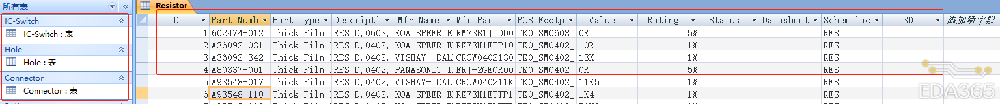 所有表
IC-Switch
IC-Switch : 表
Hole
Hole : 表
Connector
Connector : 表
Resistor
ID Part Numb Part Type Descripti Mfr Name Mfr Part PCB Footp Value Rating Status Datasheet Schemtiac 3D 添加新字段
1 602474-012 Thick Film RES D,0603, KOA SPEER E RM73B1JTDD0 TK0_SM0603_ 0R 5% RES
2 A36092-031 Thick Film RES D,0402, KOA SPEER E RK73H1ETP10 TK0_SM0402_ 10R 1% RES
3 A36092-342 Thick Film RES D,0402, VISHAY- DAL CRCW0402130 TK0_SM0402_ 13K 1% RES
4 A80337-001 Thick Film RES D,0402, PANASONIC I ERJ-2GE0R00 TK0_SM0402_ 0R 5% RES
5 A93548-017 Thick Film RES D,0402, VISHAY- DAL CRCW040211K TK0_SM0402_ 11K5 1% RES
6 A93548-110 Thick Film RES D,0402, KOA SPEER E RK73H1ETTP1 TK0_SM0402_ 1K4 1% RES
EDA365